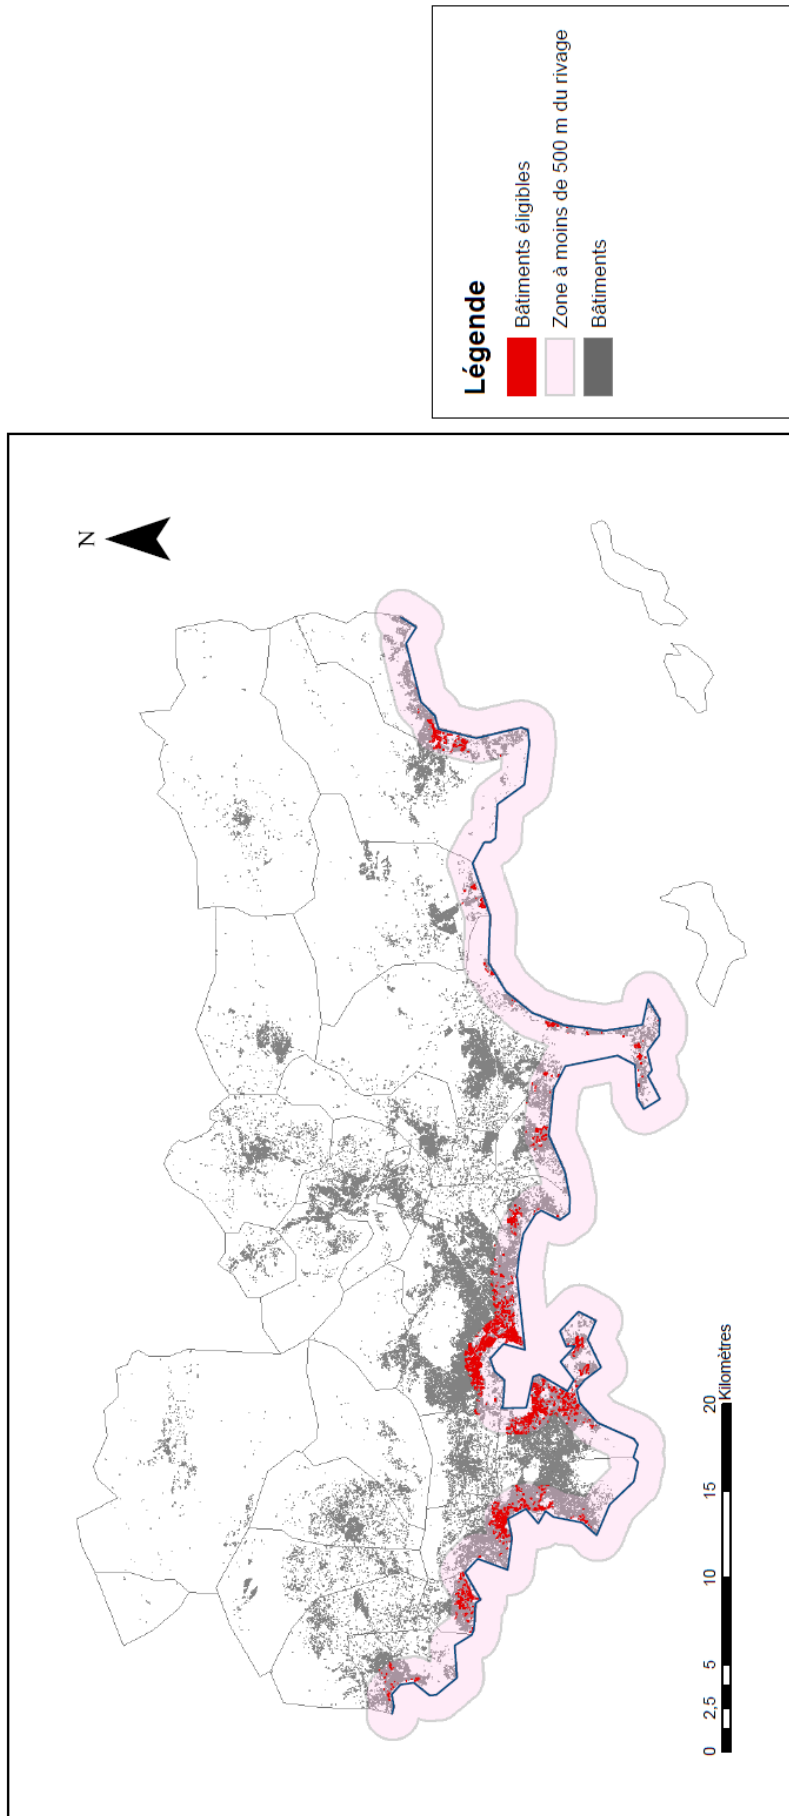 N
0 2,5 5 10 15 20
Kilomètres
Légende
Bâtiments éligibles
Zone à moins de 500 m du rivage
Bâtiments